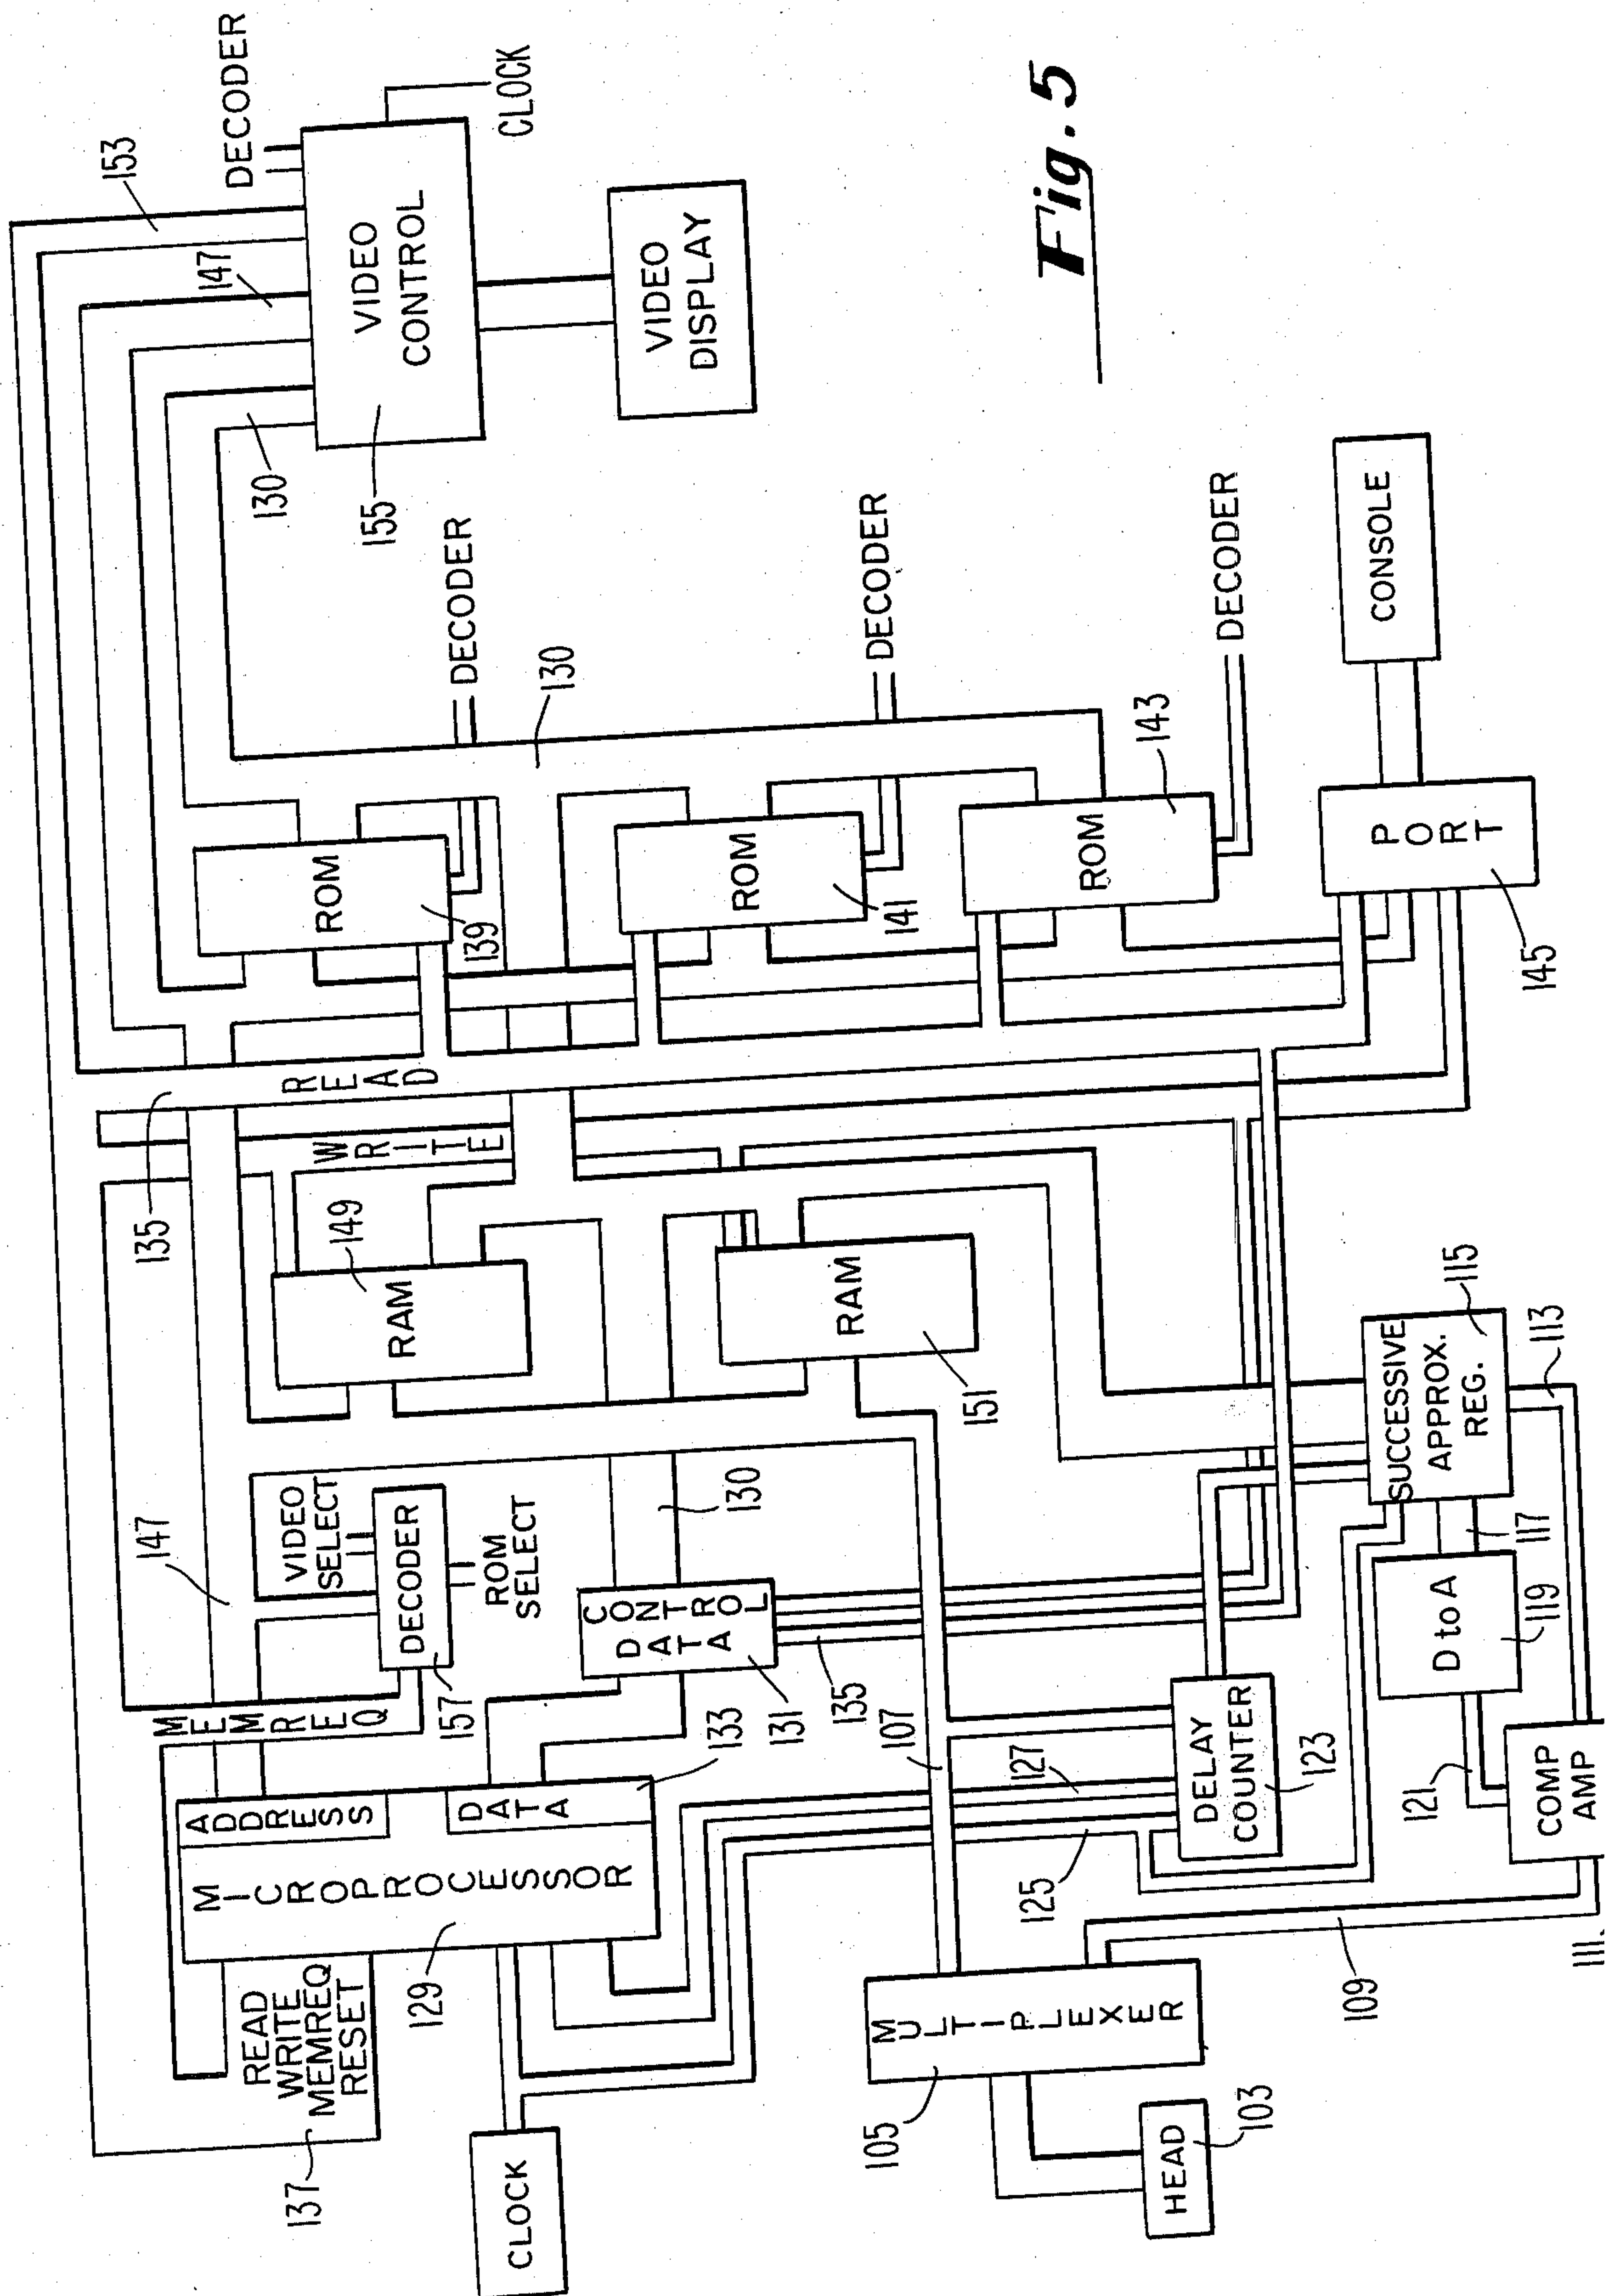 DECODER
153
147
VIDEO
CONTROL
CLOCK
130
155
VIDEO
DISPLAY
Fig. 5
DECODER
130
DECODER
DECODER
143
CONSOLE
ROM
139
ROM
141
ROM
PORT
145
READ
WRITE
135
149
RAM
RAM
151
147
VIDEO
SELECT
DECODER
157
ROM
SELECT
130
CONT
DATA ROL
131
135
133
MEMREQ
ADDRESS
DATA
MICROPROCESSOR
129
READ
WRITE
MEMREQ
RESET
137
CLOCK
107
127
125
DELAY
COUNTER
123
SUCCESSIVE
APPROX.
REG.
115
113
117
D to A
119
121
COMP
AMP
111.
109
MULTIPLEXER
105
HEAD
103